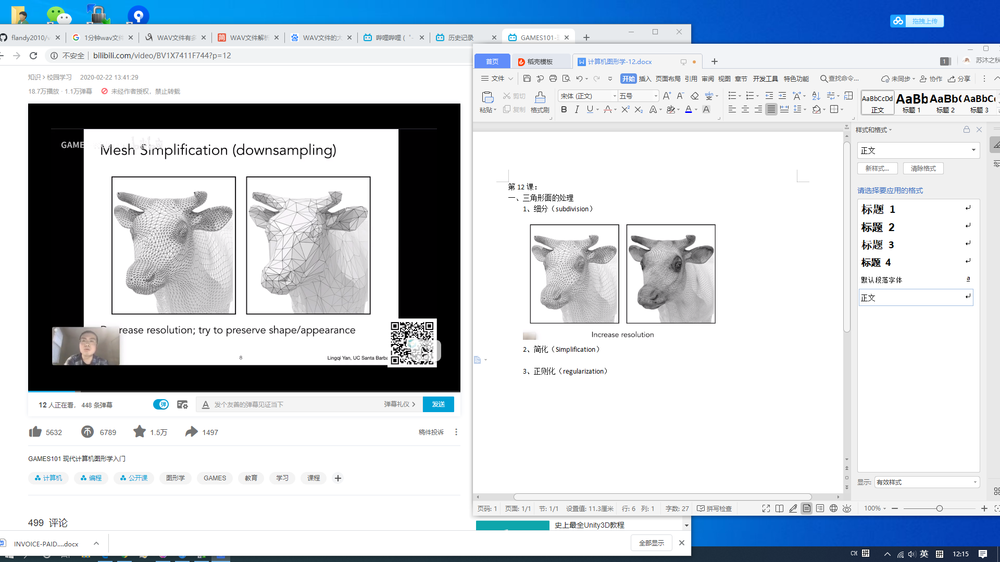 flandy2010/
1分钟wav文件
WAV文件有多
WAV文件解析
WAV文件的大
哔哩哔哩 (゜-
历史记录
GAMES101-
不安全 | bilibili.com/video/BV1X7411F744?p=12
知识 > 校园学习 2020-02-22 13:41:29
18.7万播放 · 1.1万弹幕 未经作者授权，禁止转载
GAME
Mesh Simplification (downsampling)
rease resolution; try to preserve shape/appearance
8
Lingqi Yan, UC Santa Barba
12 人正在看， 448 条弹幕
弹
发个友善的弹幕见证当下
弹幕礼仪 >
发送
5632
6789
1.5万
1497
稿件投诉
GAMES101 现代计算机图形学入门
计算机
编程
公开课
图形学
GAMES
教育
学习
课程
499 评论
史上最全Unity3D教程
INVOICE-PAID....docx
全部显示
拖拽上传
首页
稻壳模板
计算机图形学-12.docx
1
苏沐之秋
文件
开始 插入 页面布局 引用 审阅 视图 章节 开发工具 特色功能
查找命令...
未同步
协作
分享
粘贴
剪切
复制
格式刷
宋体 (正文)
五号
AaBbCcDd
正文
AaBb
标题 1
AaBb(
标题 2
AaBbC
标题 3
第 12 课：
一、三角形面的处理
1、细分（subdivision）
Increase resolution
2、简化（Simplification）
3、正则化（regularization）
样式和格式
正文
新样式...
清除格式
请选择要应用的格式
标题 1
标题 2
标题 3
标题 4
默认段落字体
正文
显示:
有效样式
页码: 1 页面: 1/1 节: 1/1 设置值: 11.3厘米 行: 6 列: 1 字数: 27 拼写检查
100%
CH 拼
英
拼
12:15